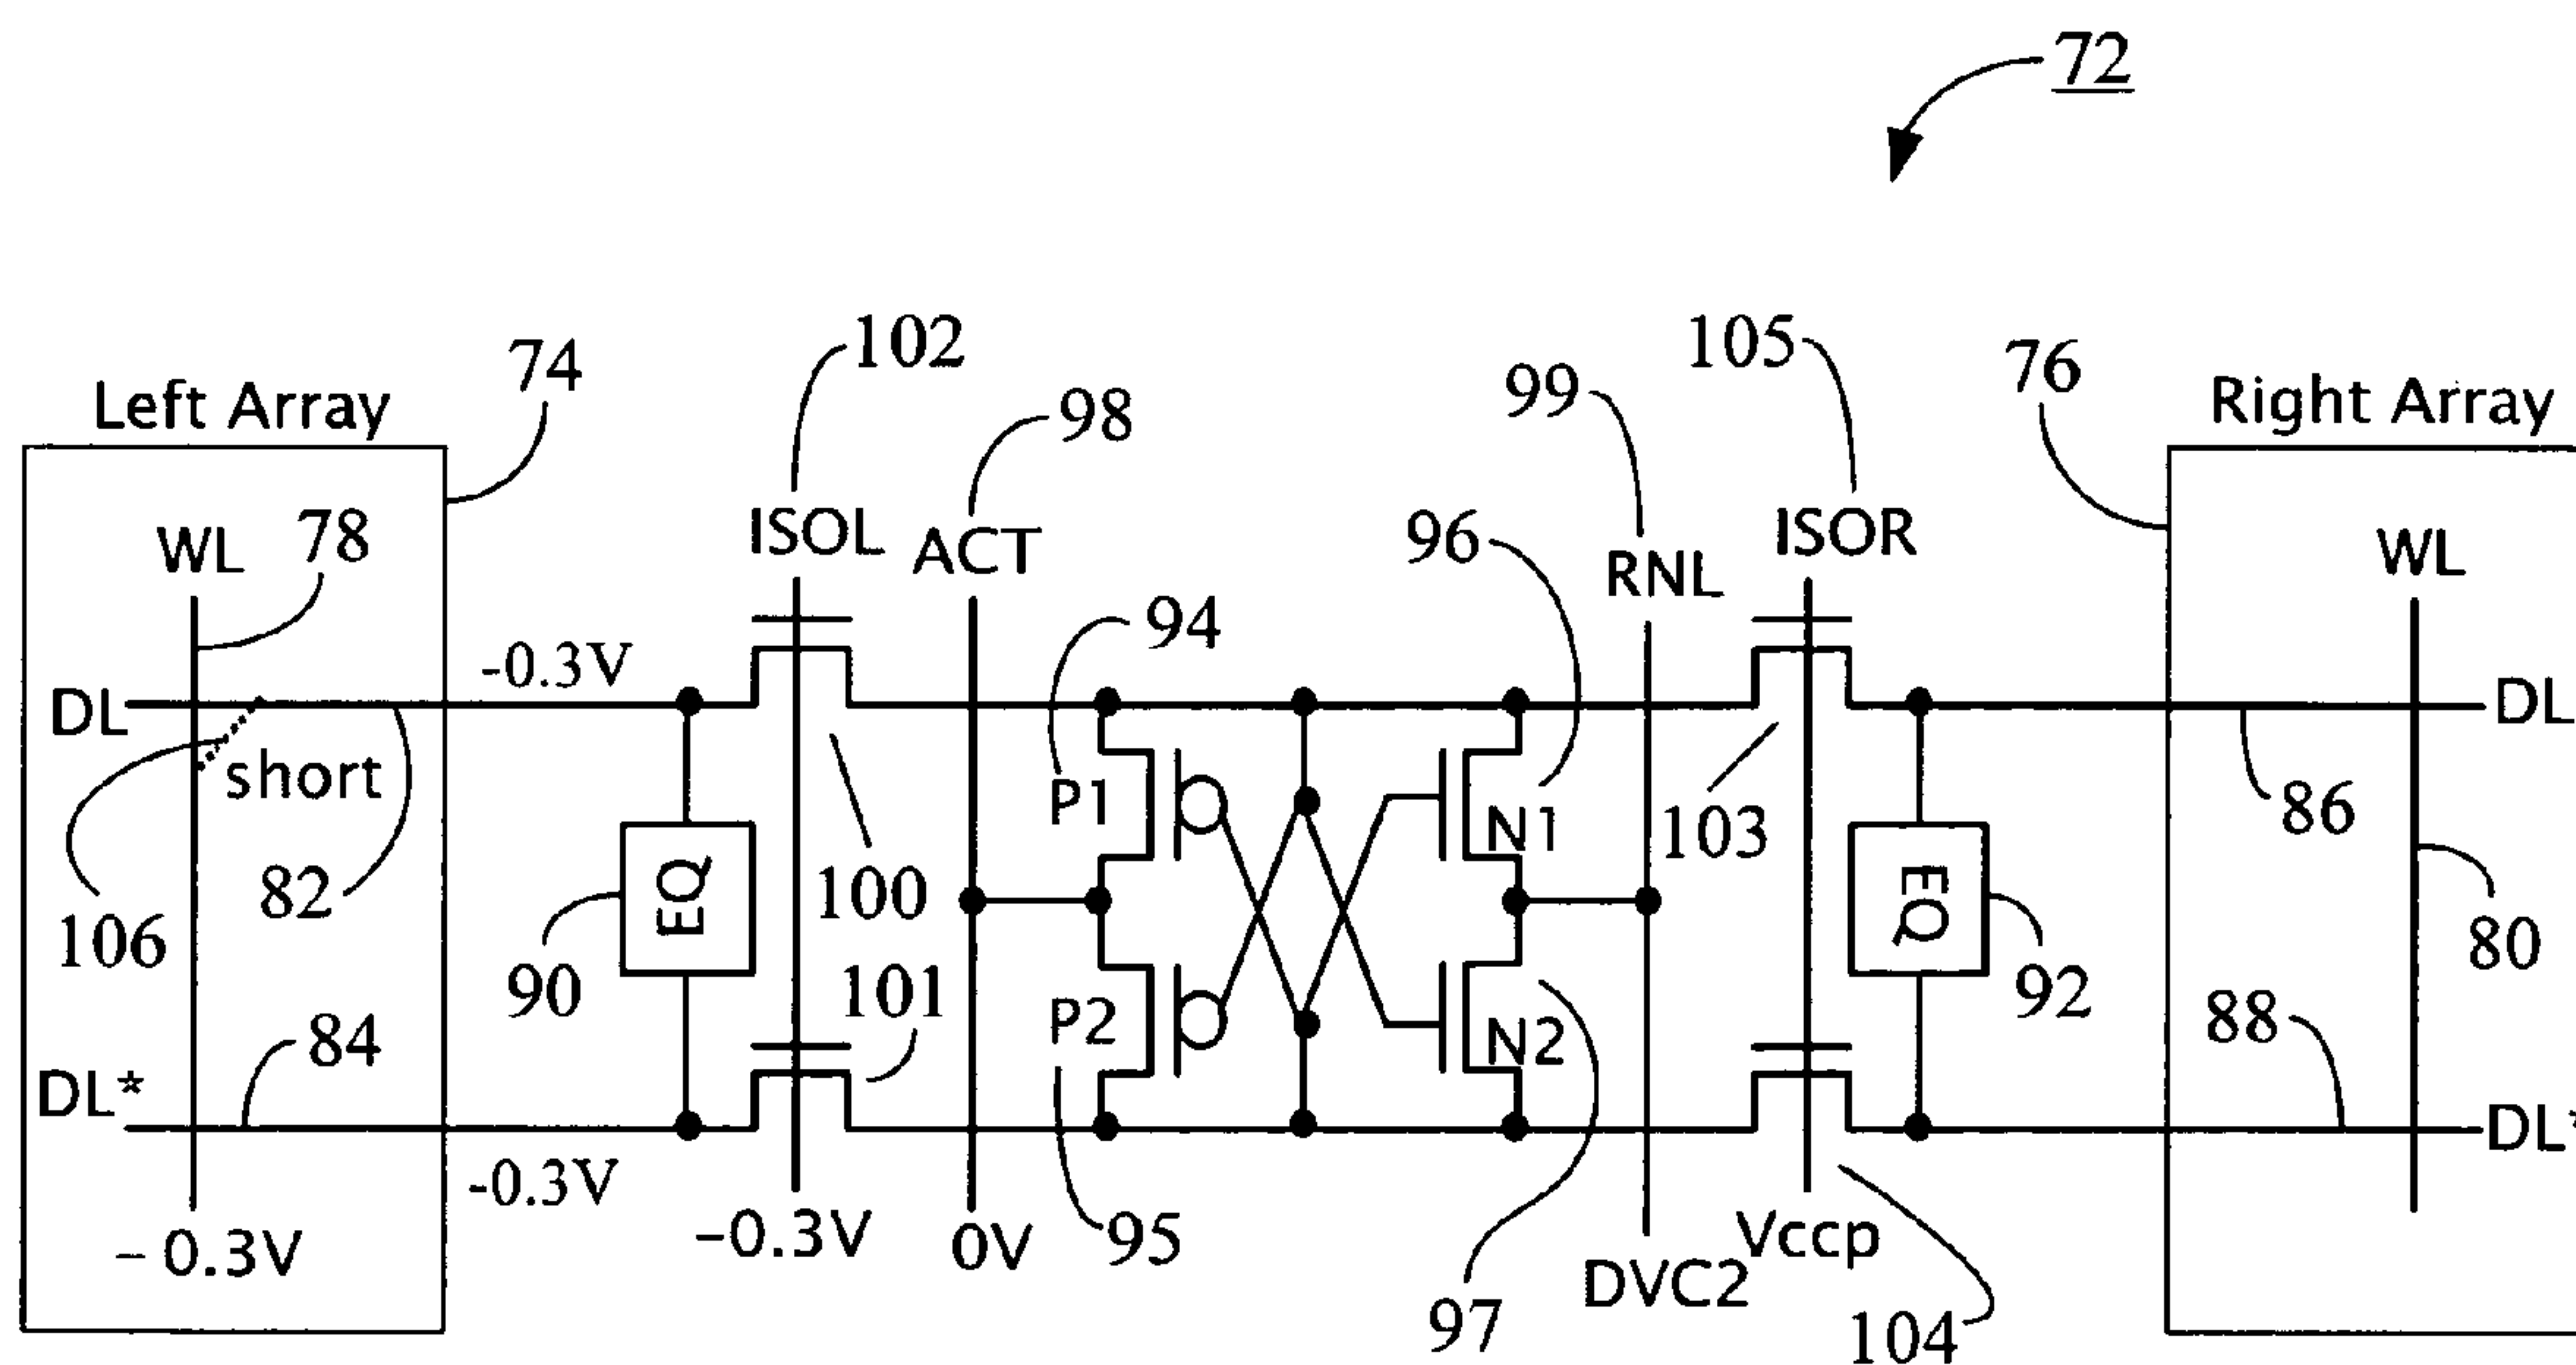 72
102
105
74
99
76
98
Left Array
Right Array
ISOL
ISOR
78
96
WL
ACT
WL
RNL
94
-0.3V
DL
DL
short
P1
N1
86
103
82
EQ
EQ
100
106
80
90
101
92
88
84
P2
N2
DL*
DL*
-0.3V
-0.3V
0V
95
Vccp
- 0.3V
DVC2
97
104